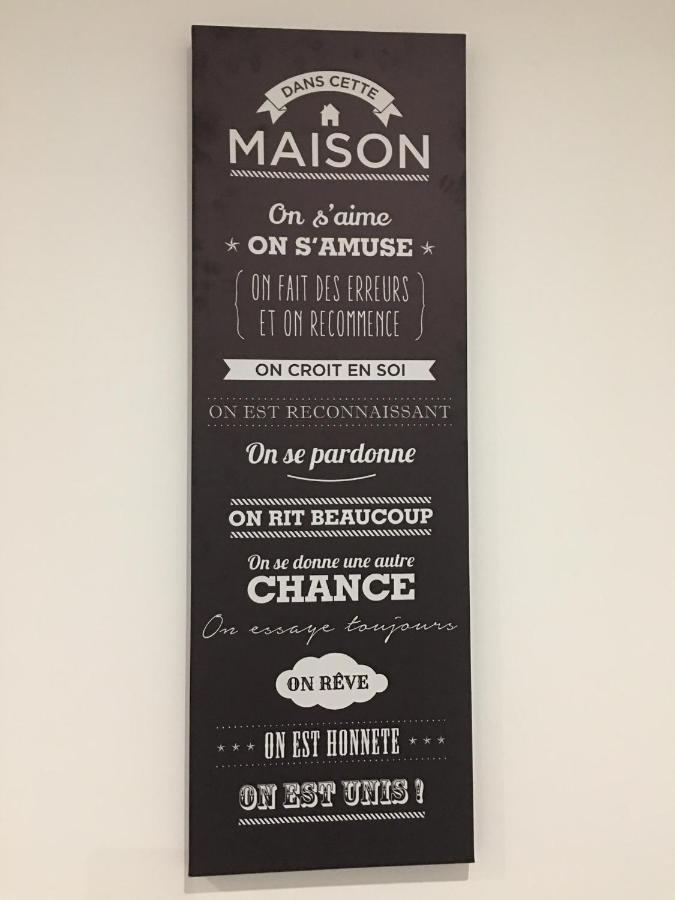 DANS CETTE
MAISON
On s'aime
ON S'AMUSE
ON FAIT DES ERREURS
ET ON RECOMMENCE
ON CROIT EN SOI
ON EST RECONNAISSANT
On se pardonne
ON RIT BEAUCOUP
On se donne une autre
CHANCE
On essaye toujours
ON RÊVE
ON EST HONNETE
ON EST UNIS !